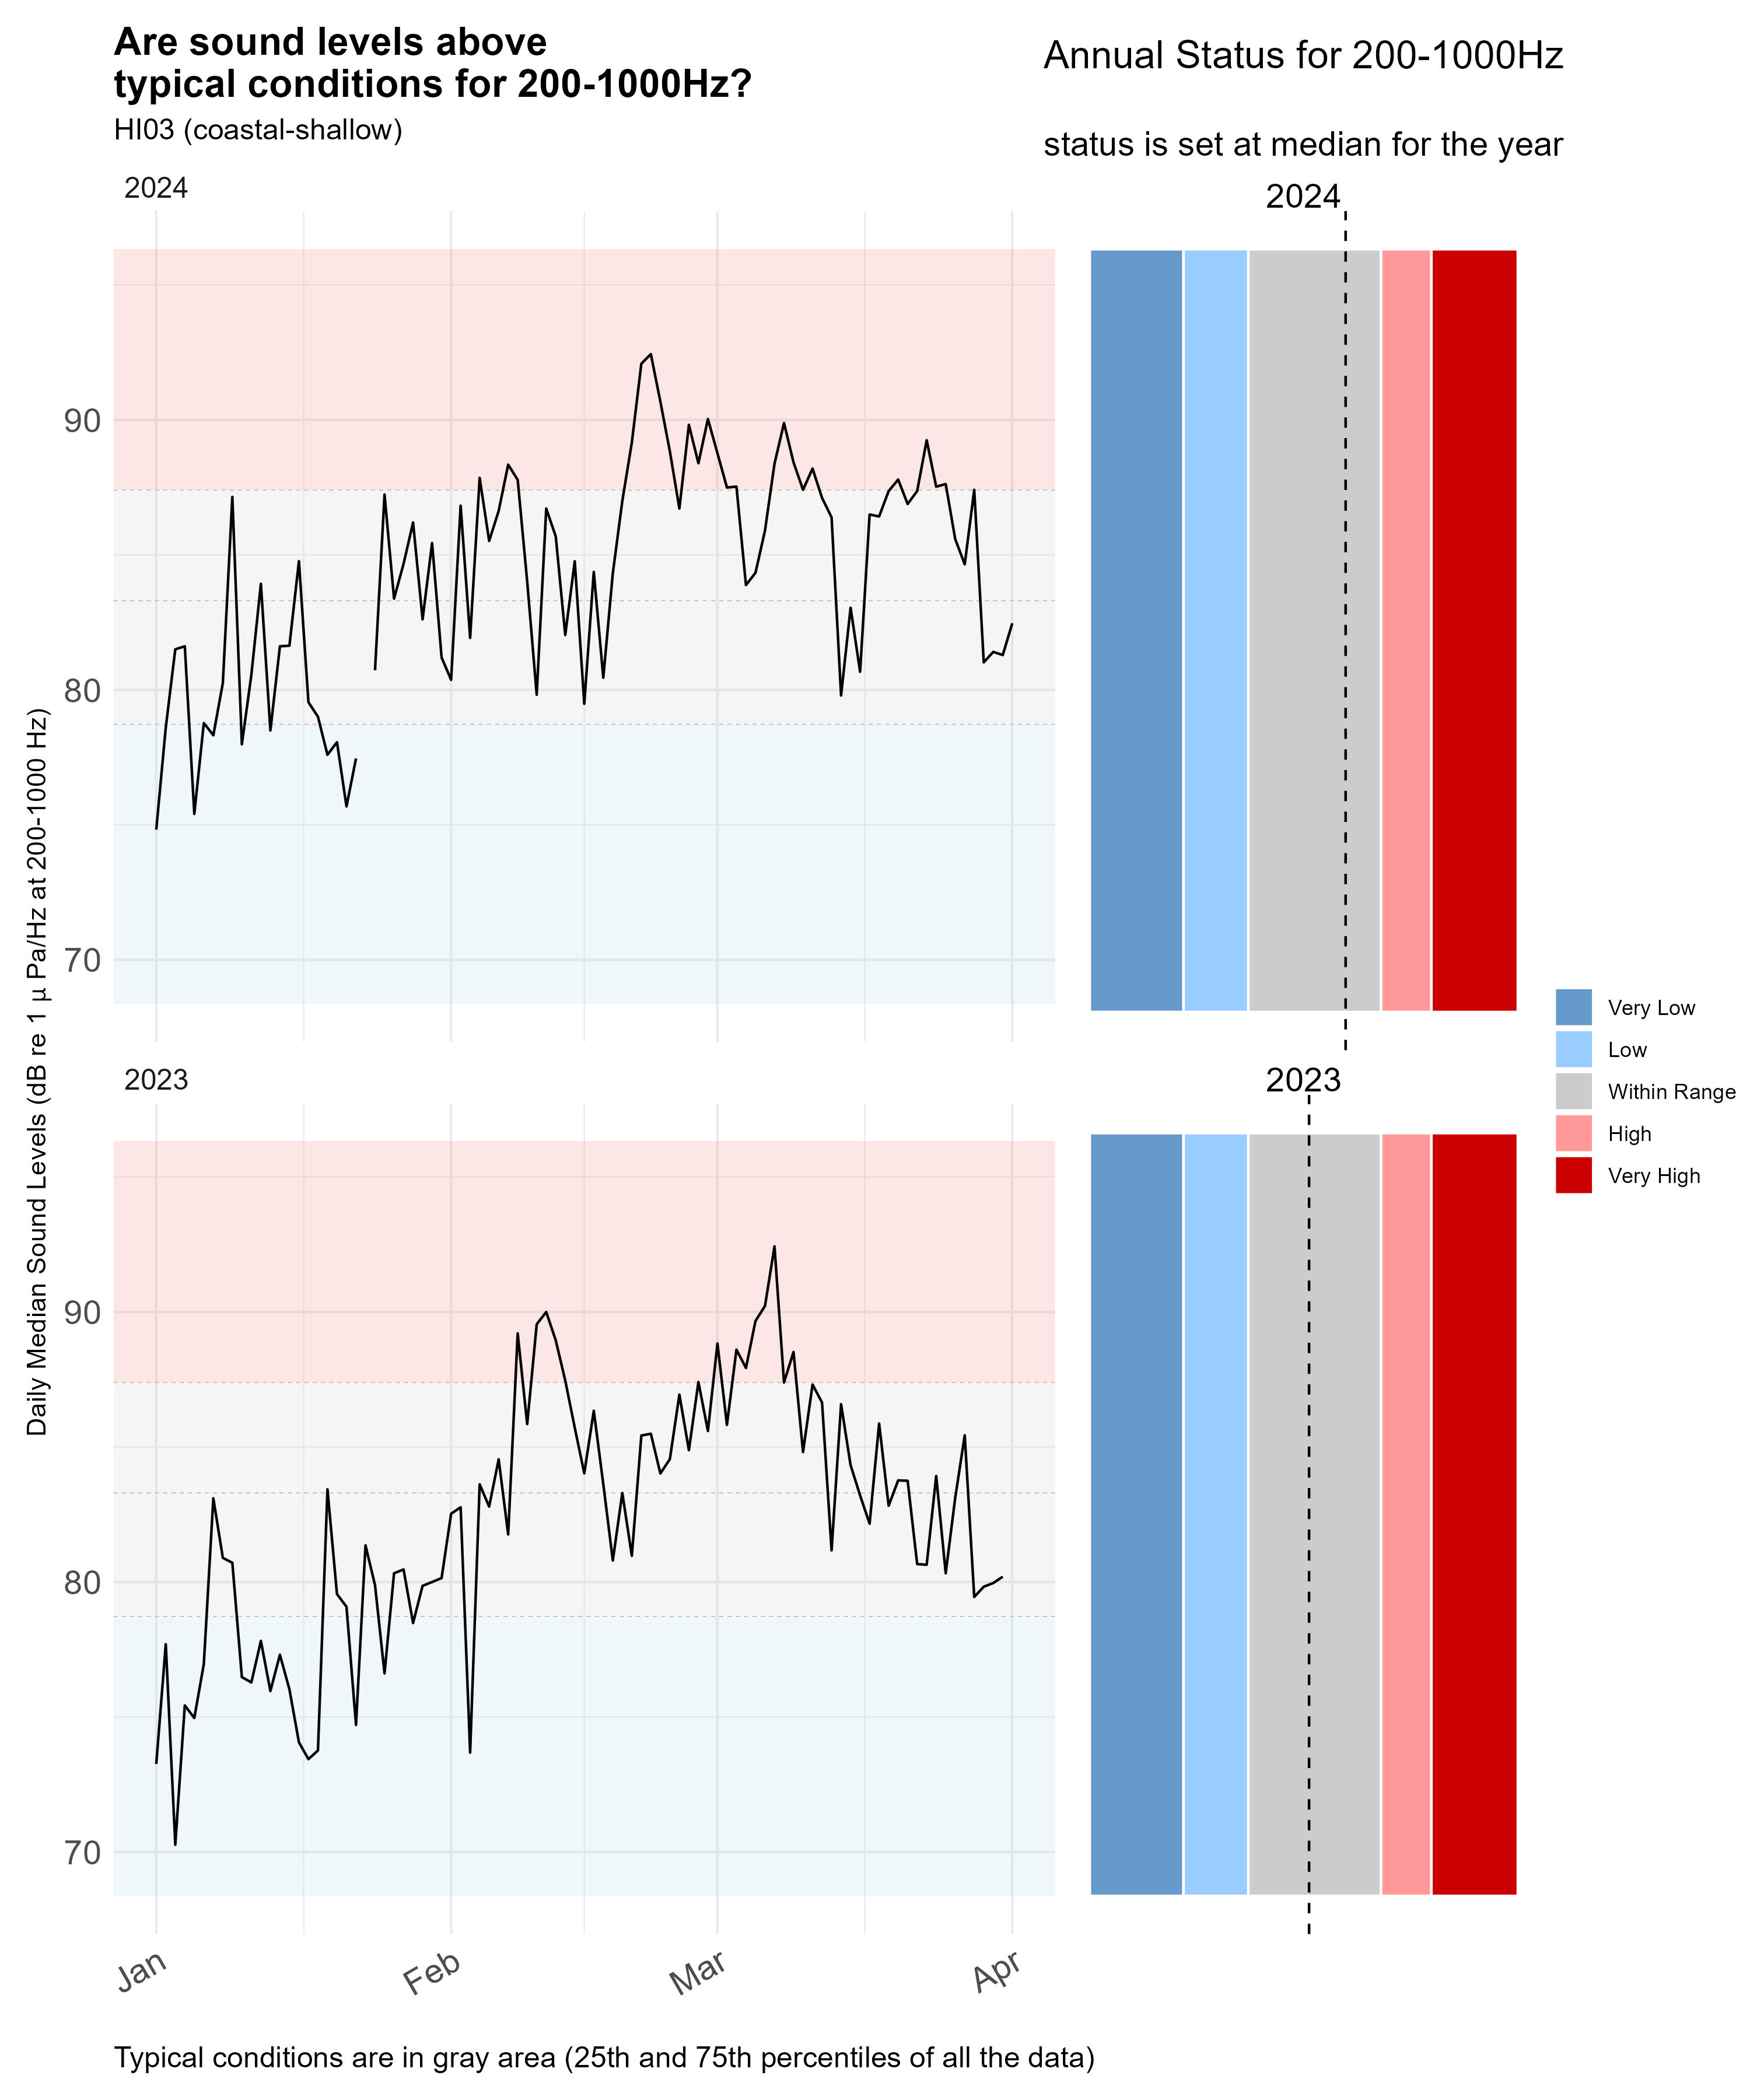 Are sound levels above
typical conditions for 200-1000Hz?
HI03 (coastal-shallow)
Annual Status for 200-1000Hz
status is set at median for the year
2024
2024
90
80
70
Daily Median Sound Levels (dB re 1 µ Pa/Hz at 200-1000 Hz)
2023
2023
90
80
70
Jan
Feb
Mar
Apr
Very Low
Low
Within Range
High
Very High
Typical conditions are in gray area (25th and 75th percentiles of all the data)